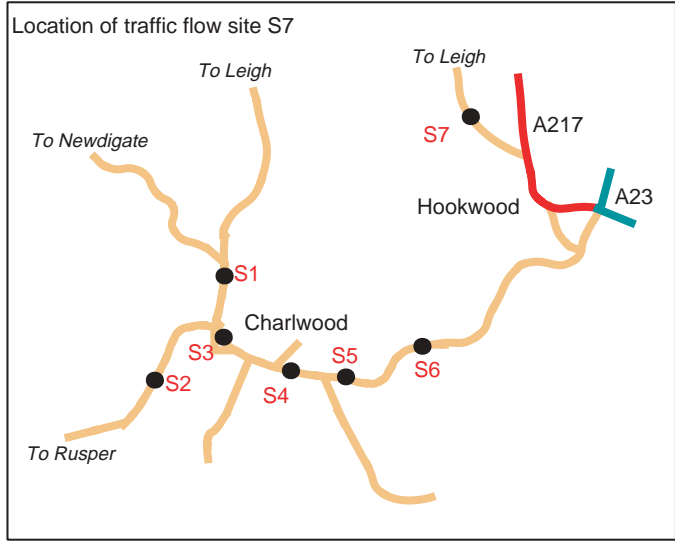 Location of traffic flow site S7
To Leigh
To Leigh
To Newdigate
S7
A217
A23
Hookwood
S1
Charlwood
S3
S5
S6
S2
S4
To Rusper